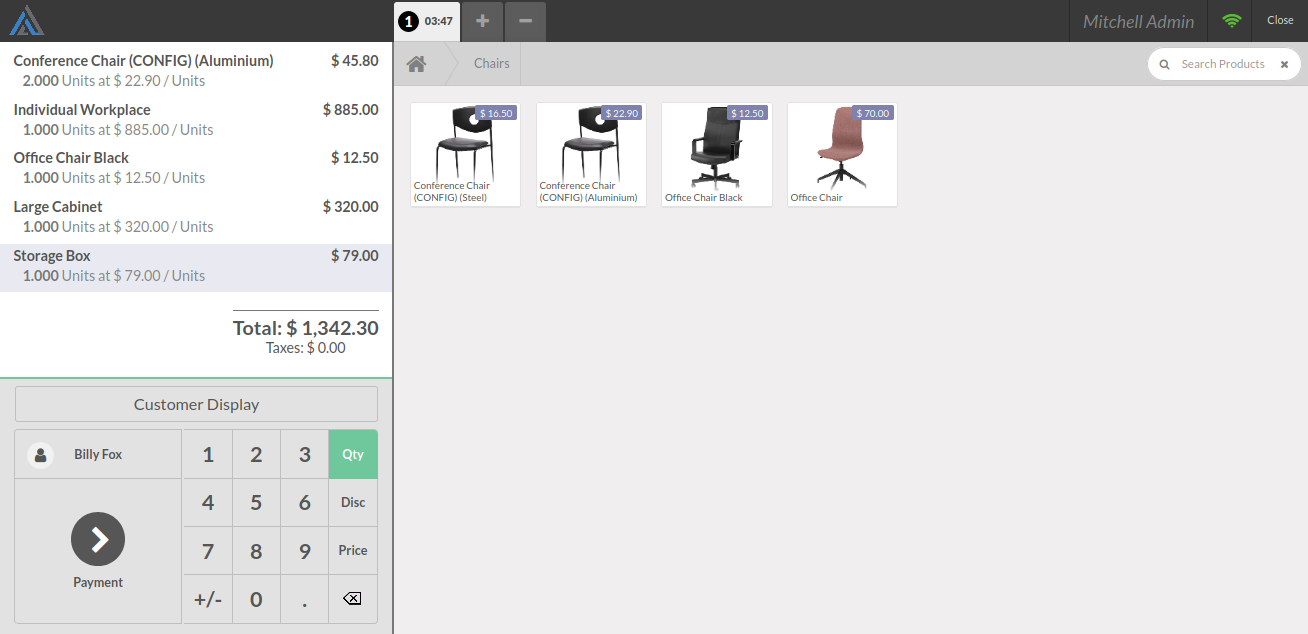 1 03:47 + −
Mitchell Admin Close
Conference Chair (CONFIG) (Aluminium) $ 45.80
2.000 Units at $ 22.90 / Units
Individual Workplace $ 885.00
1.000 Units at $ 885.00 / Units
Office Chair Black $ 12.50
1.000 Units at $ 12.50 / Units
Large Cabinet $ 320.00
1.000 Units at $ 320.00 / Units
Storage Box $ 79.00
1.000 Units at $ 79.00 / Units
Total: $ 1,342.30
Taxes: $ 0.00
Customer Display
Billy Fox
Payment
1 2 3 Qty
4 5 6 Disc
7 8 9 Price
+/- 0 .
Chairs
Search Products
$ 16.50
Conference Chair
(CONFIG) (Steel)
$ 22.90
Conference Chair
(CONFIG) (Aluminium)
$ 12.50
Office Chair Black
$ 70.00
Office Chair